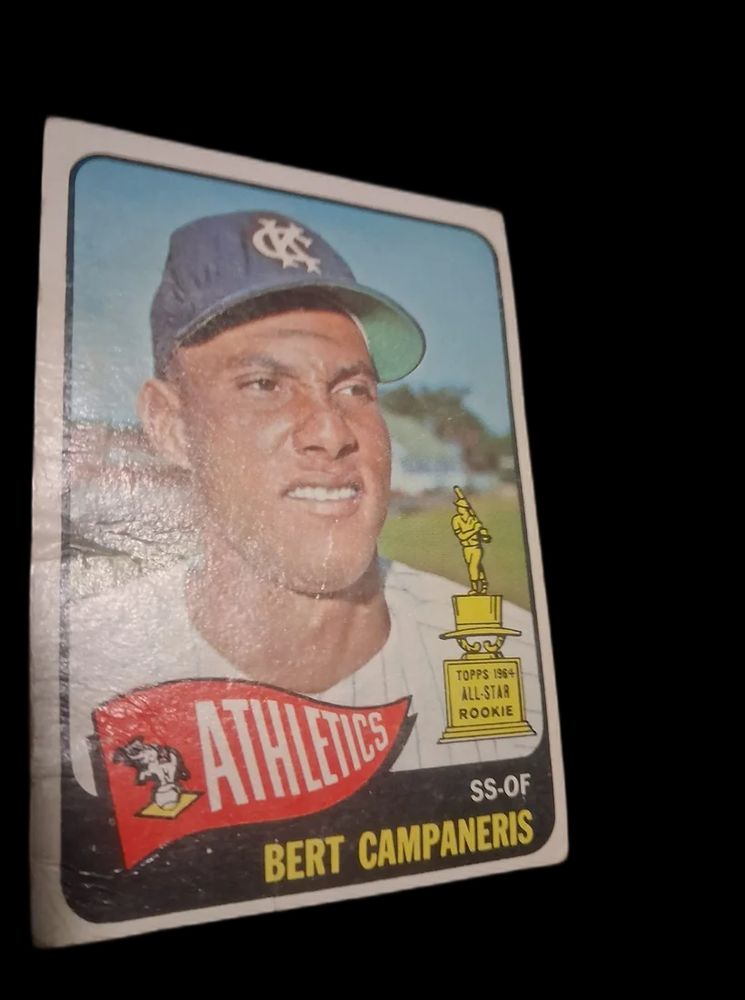 KC
TOPPS 1964
ALL-STAR
ROOKIE
ATHLETICS
SS-OF
BERT CAMPANERIS